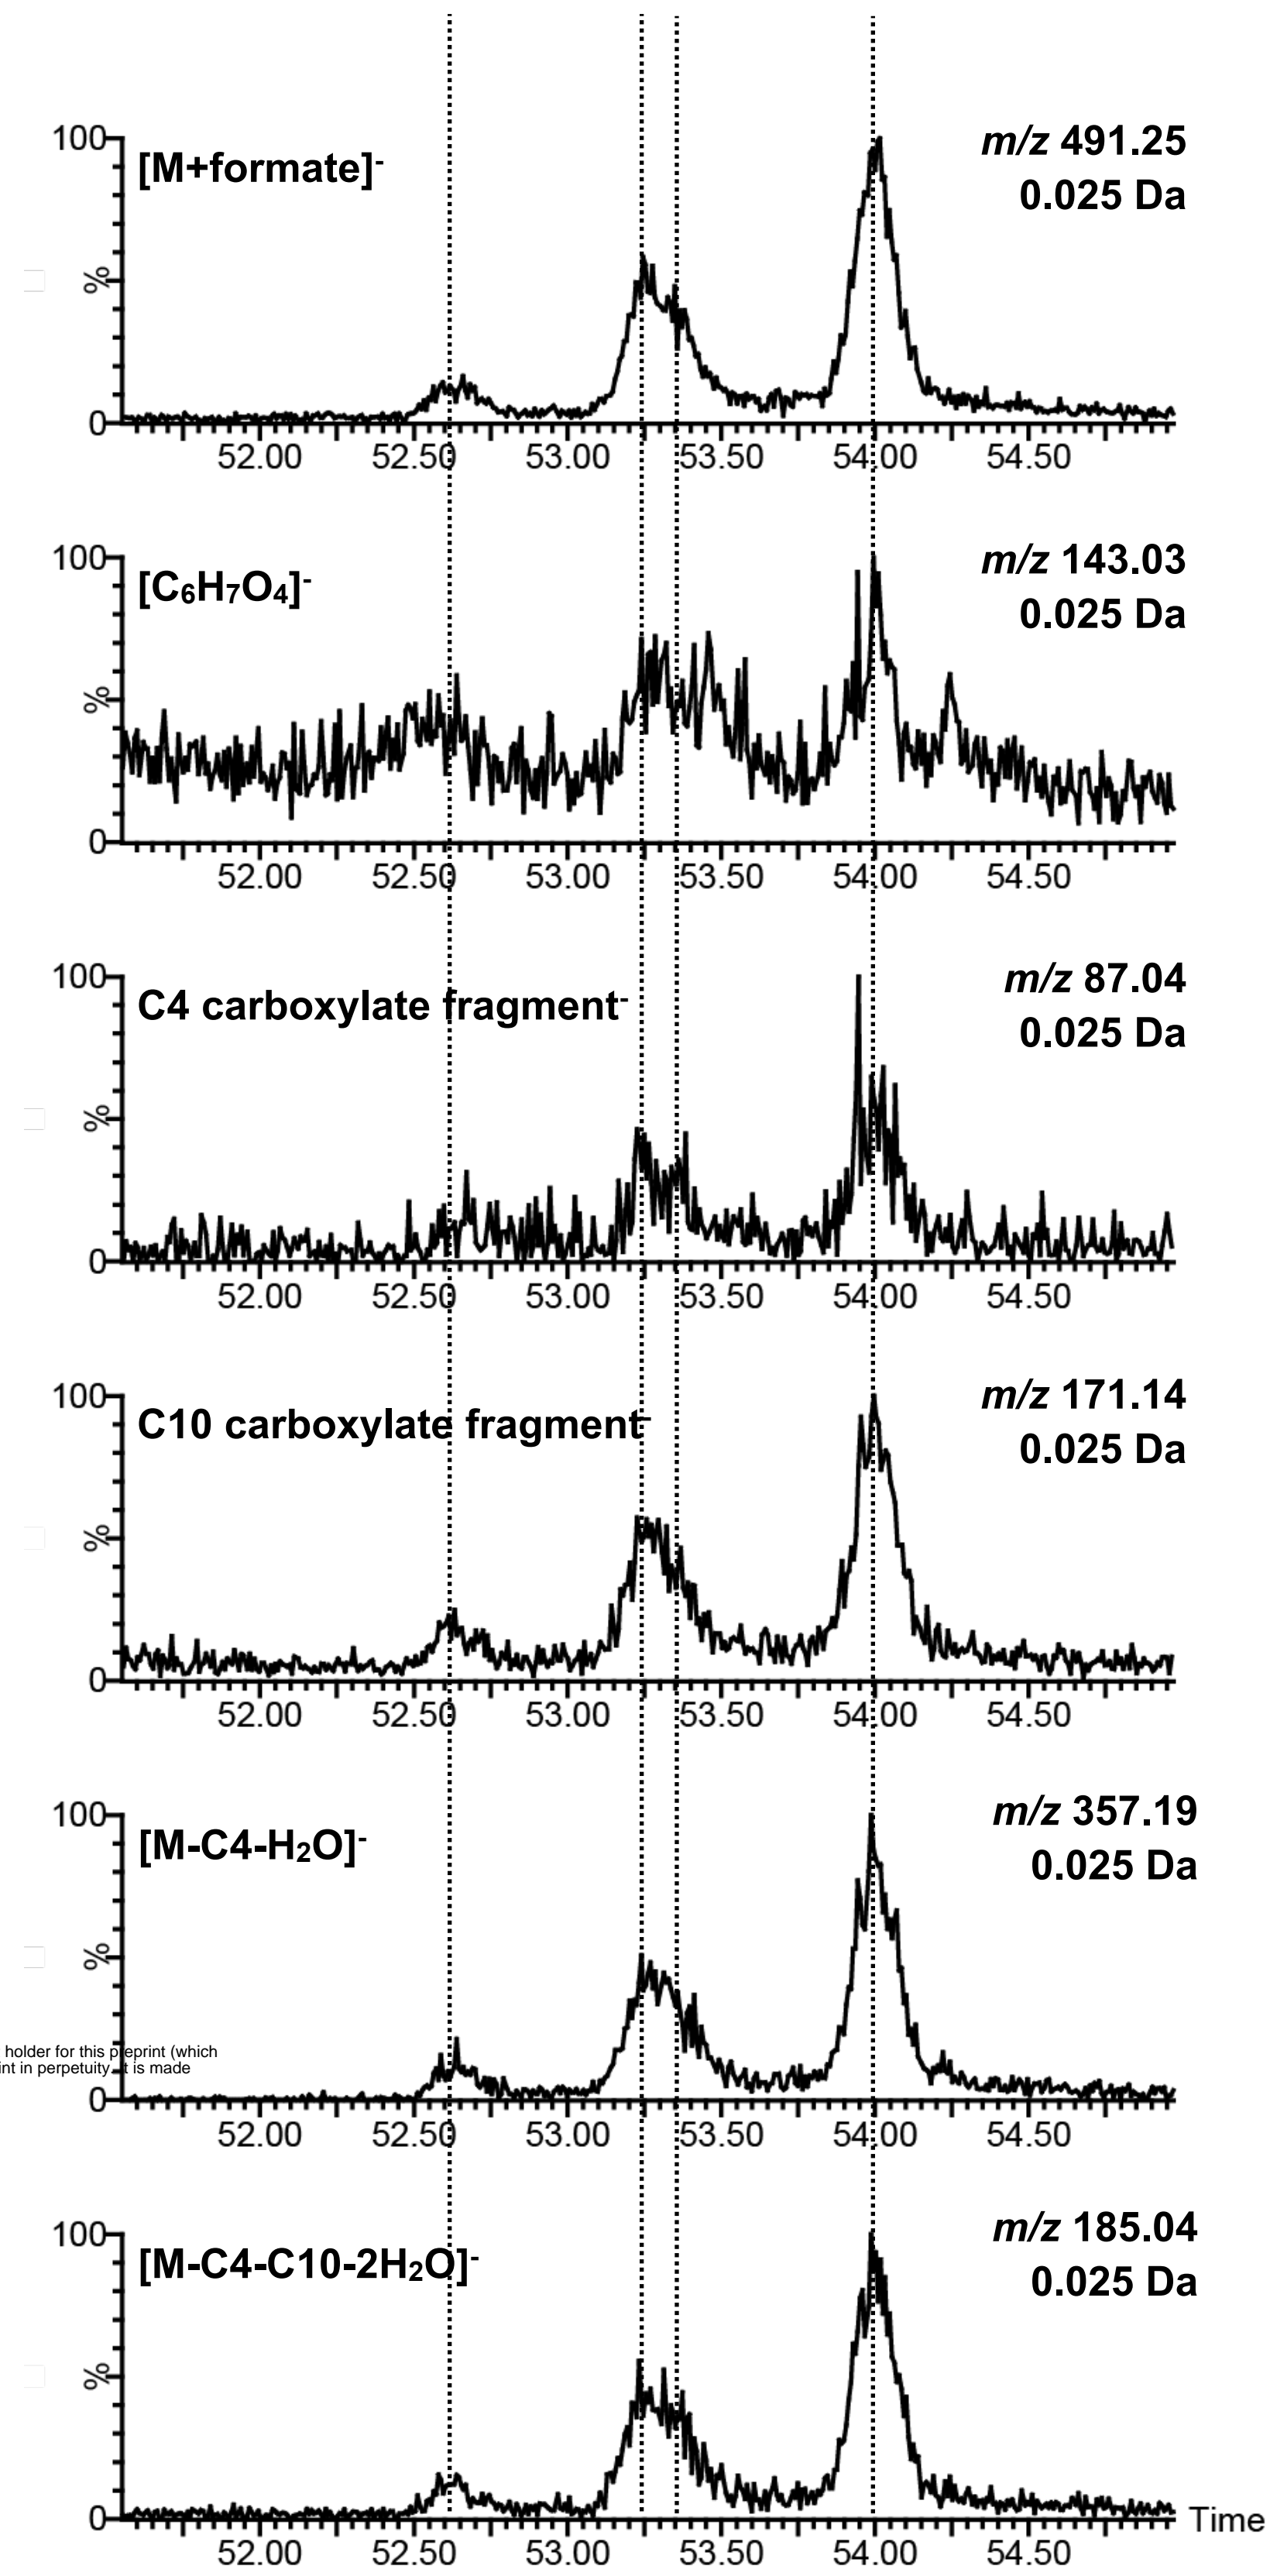 [M+formate]-
m/z 491.25
0.025 Da
100
%
0
52.00 52.50 53.00 53.50 54.00 54.50
[C6H7O4]-
m/z 143.03
0.025 Da
100
%
0
52.00 52.50 53.00 53.50 54.00 54.50
C4 carboxylate fragment-
m/z 87.04
0.025 Da
100
%
0
52.00 52.50 53.00 53.50 54.00 54.50
C10 carboxylate fragment-
m/z 171.14
0.025 Da
100
%
0
52.00 52.50 53.00 53.50 54.00 54.50
[M-C4-H2O]-
m/z 357.19
0.025 Da
100
%
holder for this preprint (which
int in perpetuity. It is made
0
52.00 52.50 53.00 53.50 54.00 54.50
[M-C4-C10-2H2O]-
m/z 185.04
0.025 Da
100
%
0
Time
52.00 52.50 53.00 53.50 54.00 54.50